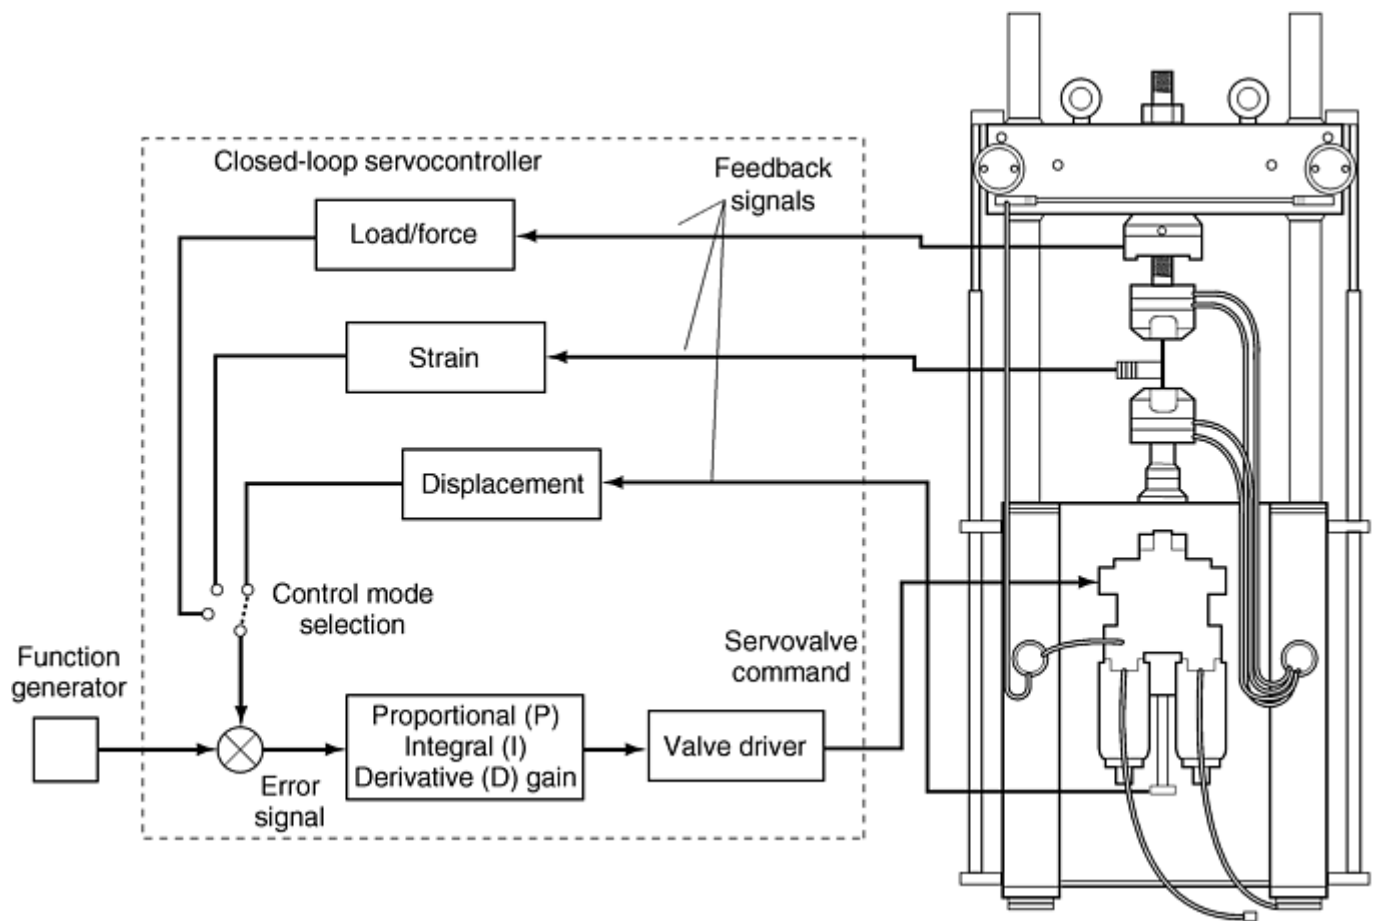 Closed-loop servocontroller
Feedback
signals
Load/force
Strain
Displacement
Control mode
selection
Function
generator
Servovalve
command
Proportional (P)
Integral (I)
Derivative (D) gain
Valve driver
Error
signal